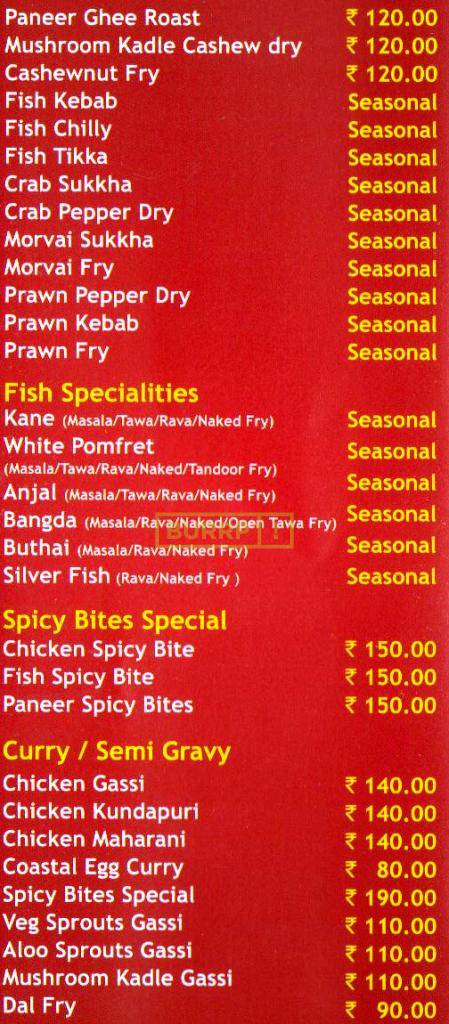 Paneer Ghee Roast ₹ 120.00
Mushroom Kadle Cashew dry ₹ 120.00
Cashewnut Fry ₹ 120.00
Fish Kebab Seasonal
Fish Chilly Seasonal
Fish Tikka Seasonal
Crab Sukkha Seasonal
Crab Pepper Dry Seasonal
Morvai Sukkha Seasonal
Morvai Fry Seasonal
Prawn Pepper Dry Seasonal
Prawn Kebab Seasonal
Prawn Fry Seasonal
Fish Specialities
Kane (Masala/Tawa/Rava/Naked Fry) Seasonal
White Pomfret Seasonal
(Masala/Tawa/Rava/Naked/Tandoor Fry)
Anjal (Masala/Tawa/Rava/Naked Fry) Seasonal
Bangda (Masala/Rava/Naked/Open Tawa Fry) Seasonal
BURRP!
Buthai (Masala/Rava/Naked Fry) Seasonal
Silver Fish (Rava/Naked Fry ) Seasonal
Spicy Bites Special
Chicken Spicy Bite ₹ 150.00
Fish Spicy Bite ₹ 150.00
Paneer Spicy Bites ₹ 150.00
Curry / Semi Gravy
Chicken Gassi ₹ 140.00
Chicken Kundapuri ₹ 140.00
Chicken Maharani ₹ 140.00
Coastal Egg Curry ₹ 80.00
Spicy Bites Special ₹ 190.00
Veg Sprouts Gassi ₹ 110.00
Aloo Sprouts Gassi ₹ 110.00
Mushroom Kadle Gassi ₹ 110.00
Dal Fry ₹ 90.00